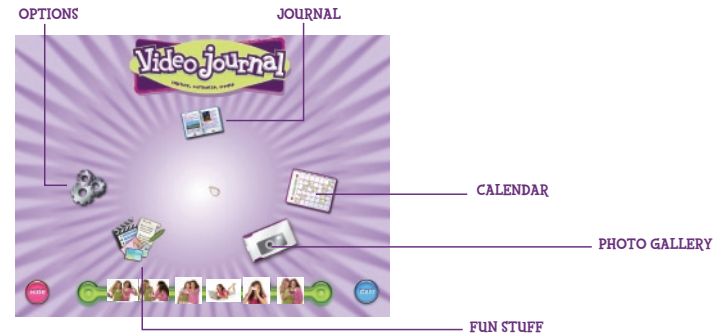 OPTIONS
JOURNAL
Video Journal
CALENDAR
PHOTO GALLERY
FUN STUFF